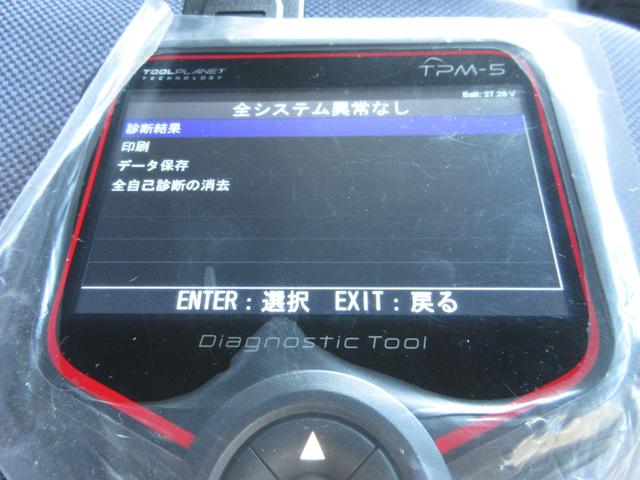 TOOLPLANET
TECHNOLOGY
TPM-5
Batt: 27.28 V
全システム異常なし
診断結果
印刷
データ保存
全自己診断の消去
ENTER：選択　EXIT：戻る
Diagnostic Tool